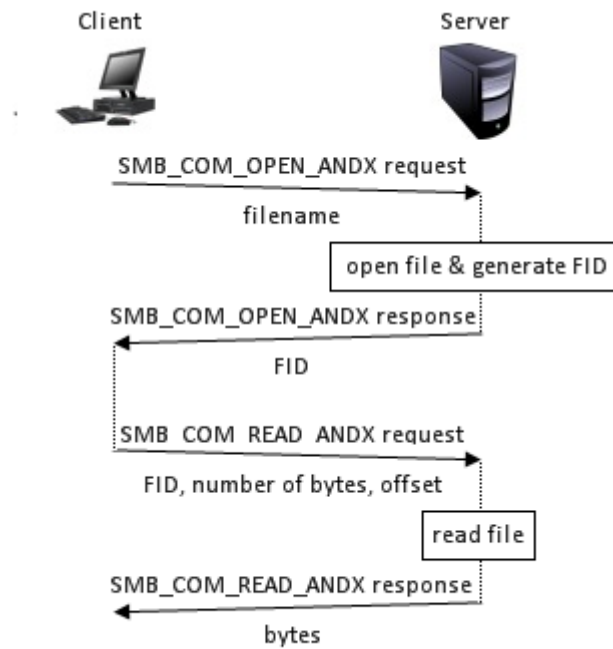 Client
Server
SMB_COM_OPEN_ANDX request
filename
open file & generate FID
SMB_COM_OPEN_ANDX response
FID
SMB_COM_READ_ANDX request
FID, number of bytes, offset
read file
SMB_COM_READ_ANDX response
bytes